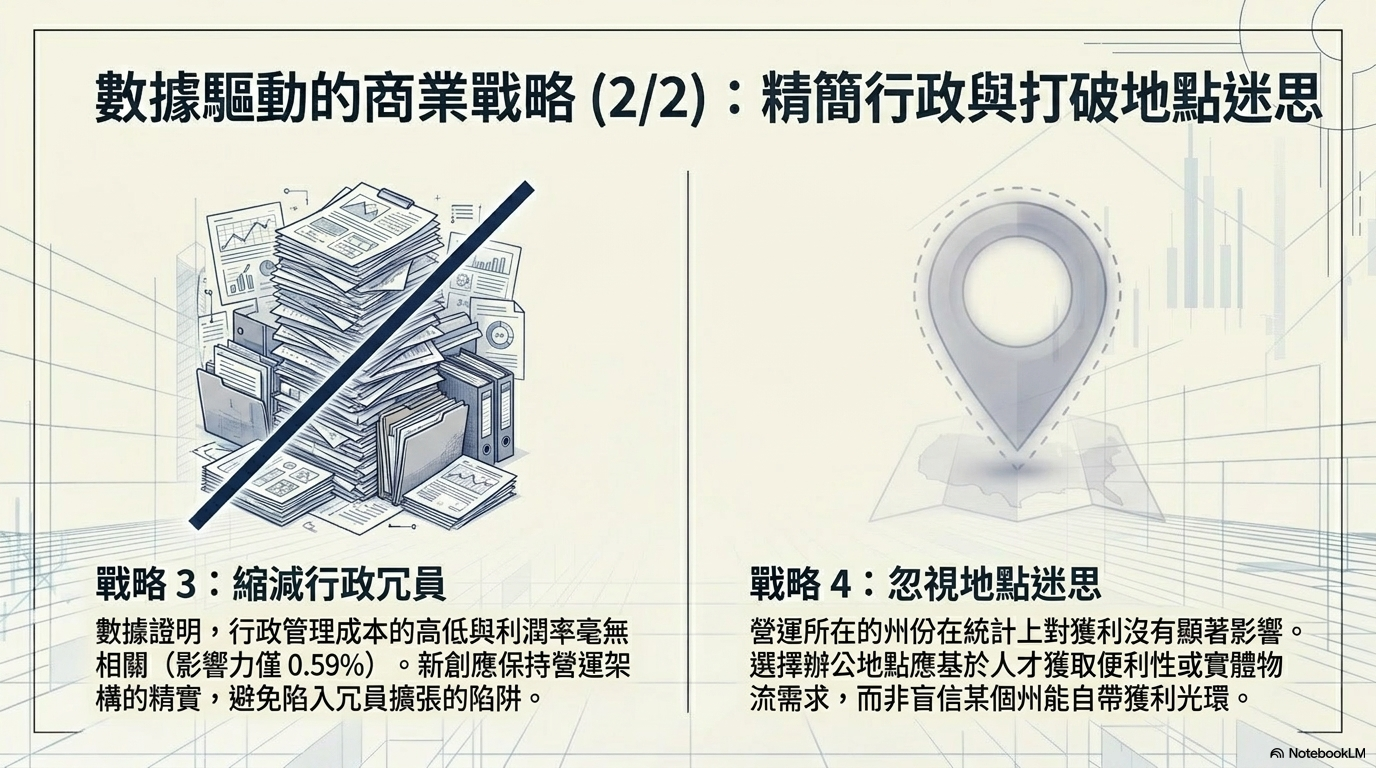 數據驅動的商業戰略 (2/2)：精簡行政與打破地點迷思
戰略 3：縮減行政冗員
數據證明，行政管理成本的高低與利潤率毫無
相關（影響力僅 0.59%）。新創應保持營運架
構的精實，避免陷入冗員擴張的陷阱。
戰略 4：忽視地點迷思
營運所在的州份在統計上對獲利沒有顯著影響。
選擇辦公地點應基於人才獲取便利性或實體物
流需求，而非盲信某個州能自帶獲利光環。
NotebookLM